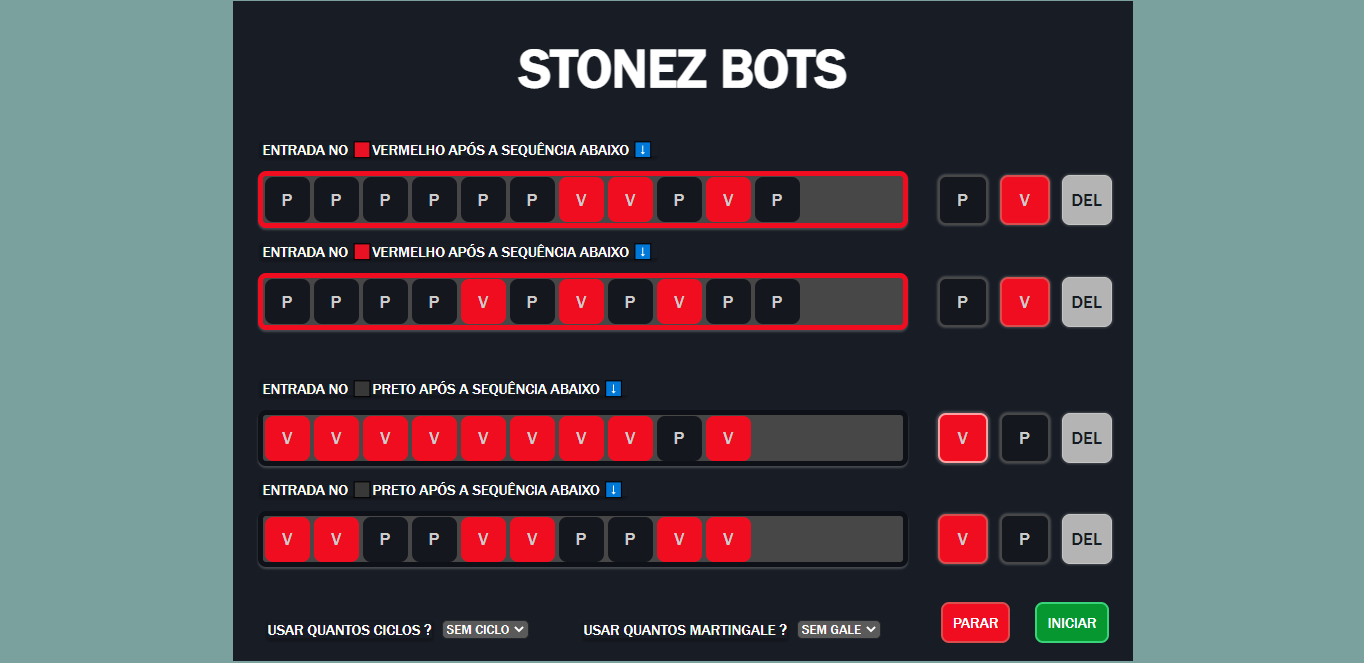 STONEZ BOTS
ENTRADA NO 🟥 VERMELHO APÓS A SEQUÊNCIA ABAIXO ⬇
P P P P P P V V P V P P V DEL
ENTRADA NO 🟥 VERMELHO APÓS A SEQUÊNCIA ABAIXO ⬇
P P P P V P V P V P P P V DEL
ENTRADA NO ⬛ PRETO APÓS A SEQUÊNCIA ABAIXO ⬇
V V V V V V V V P V V P DEL
ENTRADA NO ⬛ PRETO APÓS A SEQUÊNCIA ABAIXO ⬇
V V P P V V P P V V V P DEL
USAR QUANTOS CICLOS ? SEM CICLO USAR QUANTOS MARTINGALE ? SEM GALE PARAR INICIAR